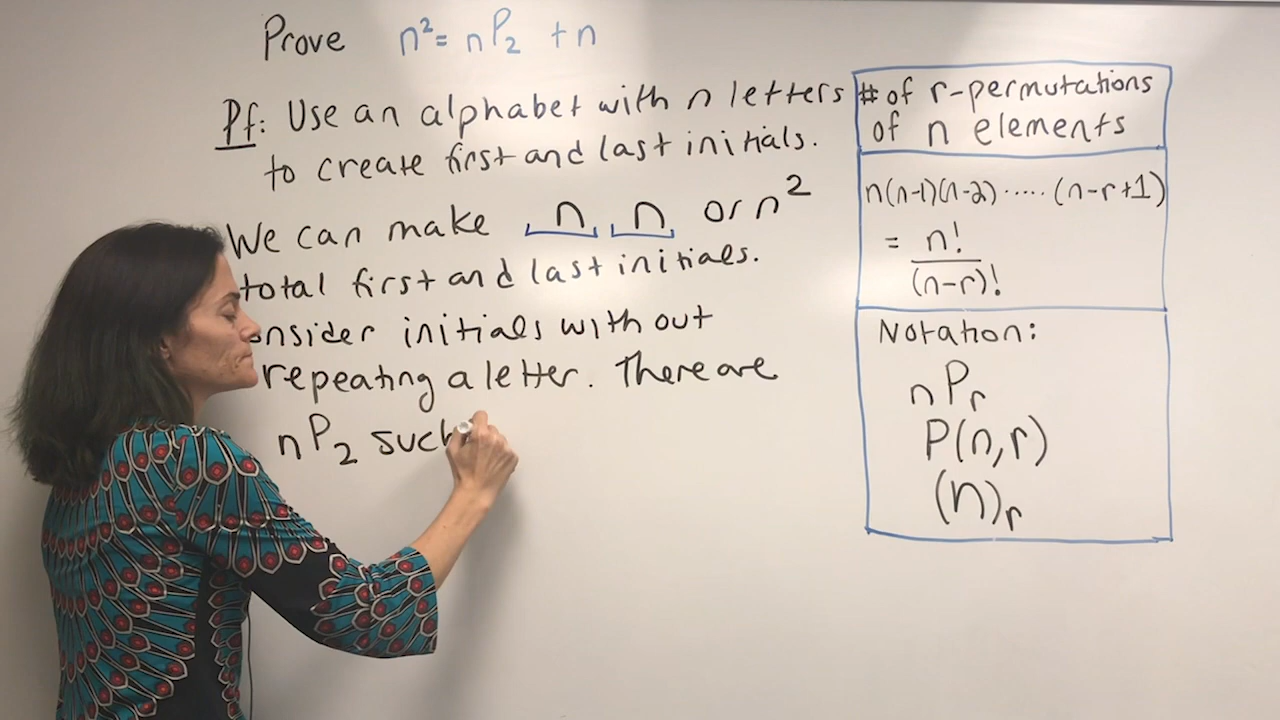 Prove n²= nP₂ + n
Pf: Use an alphabet with n letters
to create first and last initials.
We can make n n or n²
total first and last initials.
onsider initials without
repeating a letter. There are
nP₂ such
# of r-permutations
of n elements
n(n-1)(n-2) ..... (n-r+1)
= n!
(n-r)!
Notation:
nPr
P(n,r)
(n)r